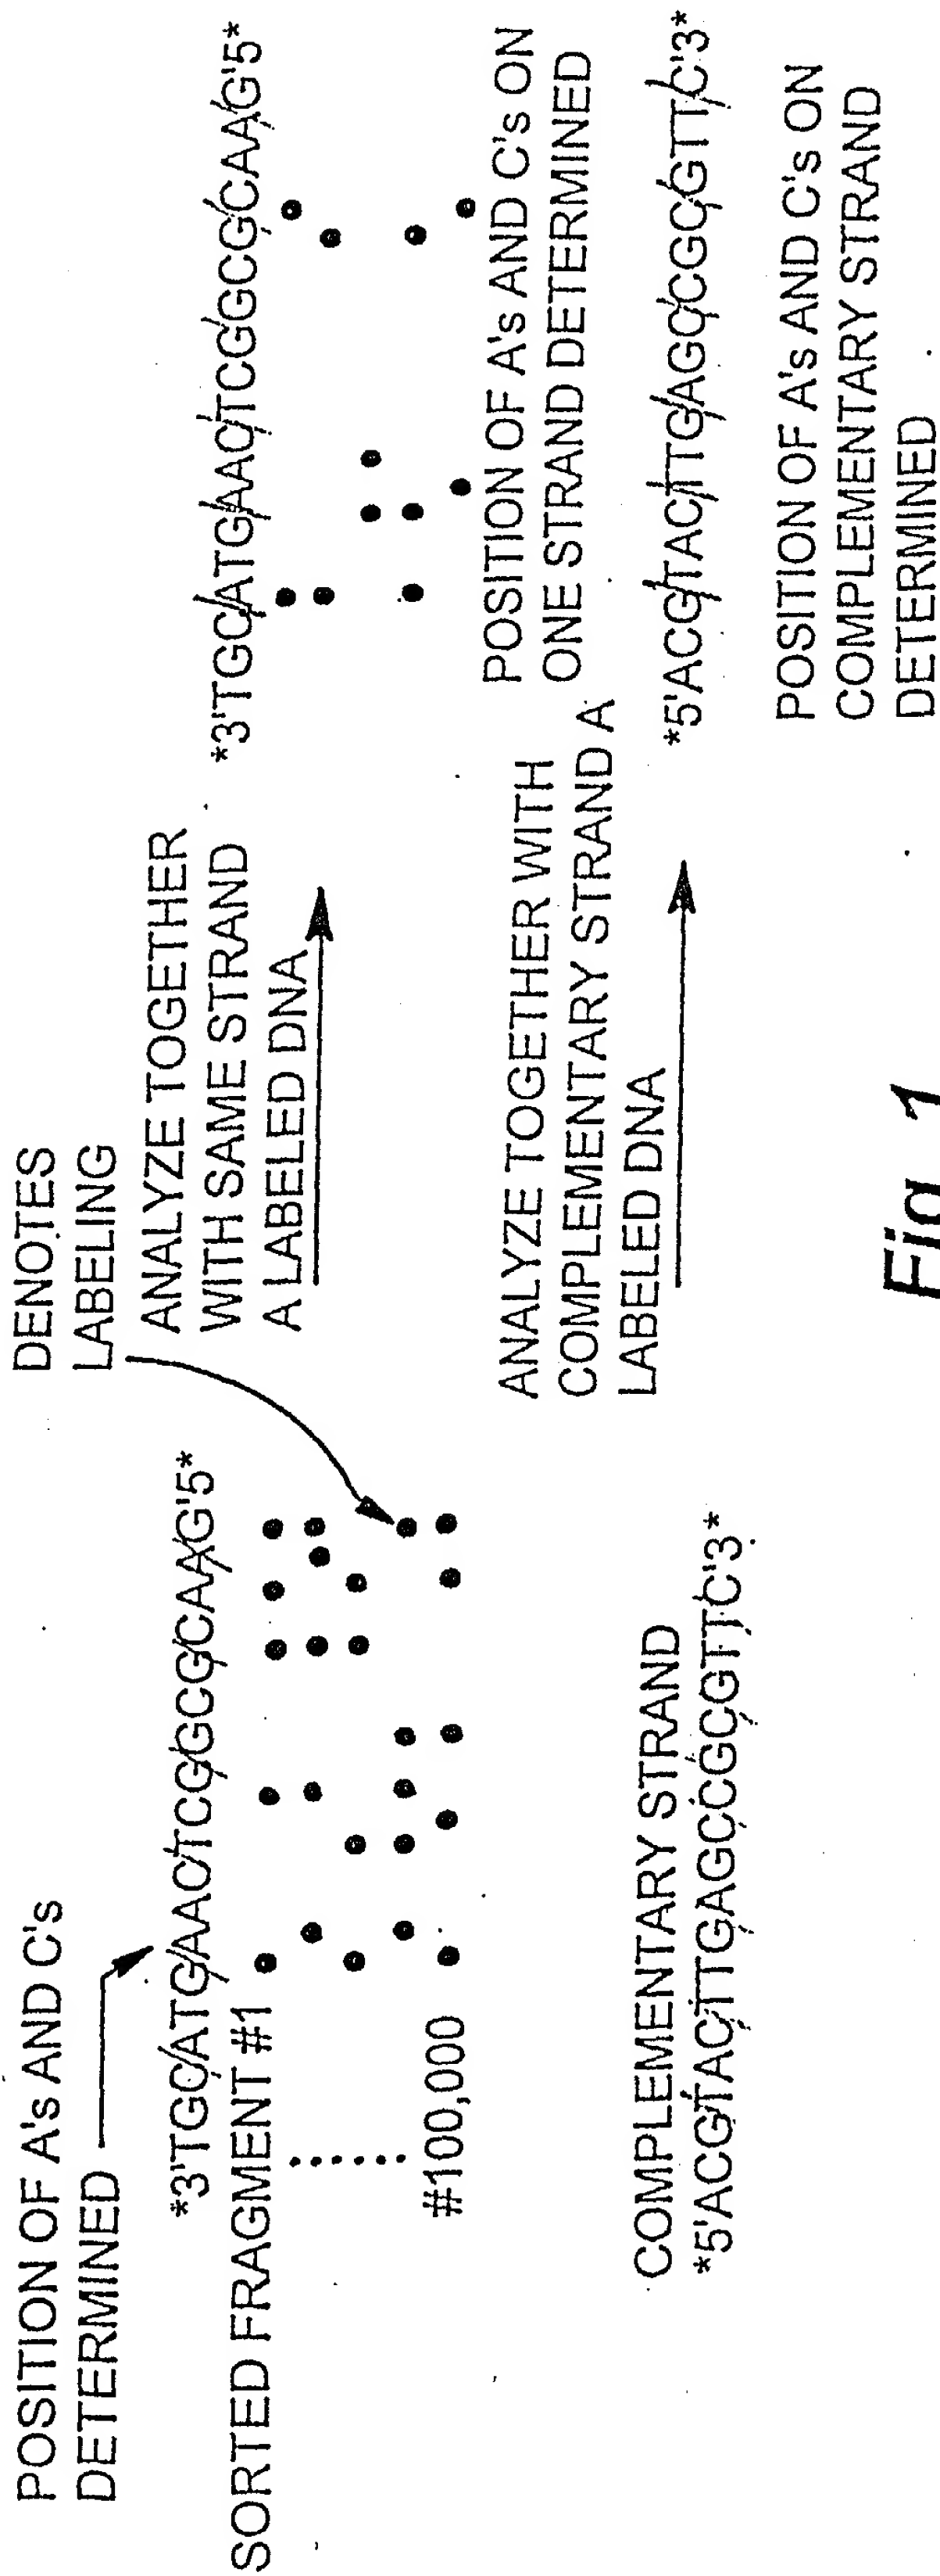 POSITION OF A's AND C's
DETERMINED
*3'TGCATGAACTCGGCGCAAG'5*
SORTED FRAGMENT #1
#100,000
COMPLEMENTARY STRAND
*5'ACGTACTTGAGCCGCGTTC'3*
DENOTES
LABELING
ANALYZE TOGETHER
WITH SAME STRAND
A LABELED DNA
ANALYZE TOGETHER WITH
COMPLEMENTARY STRAND A
LABELED DNA
*3'TGCATGAACTCGGCGCAAG'5*
POSITION OF A's AND C's ON
ONE STRAND DETERMINED
*5'ACGTACTTGAGCCGCGTTC'3*
POSITION OF A's AND C's ON
COMPLEMENTARY STRAND
DETERMINED
Fig. 1